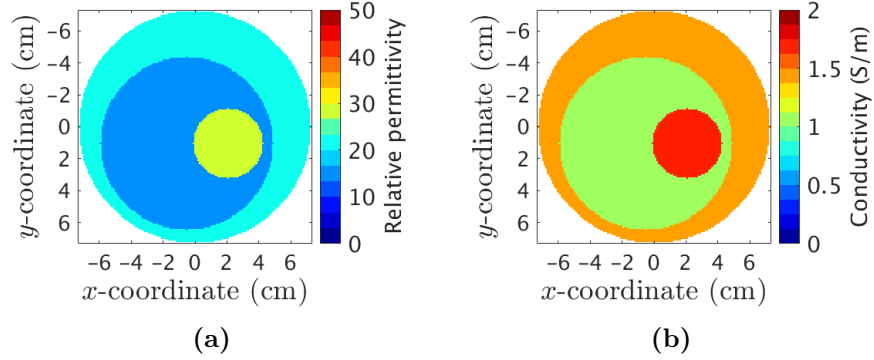 −6
−4
−2
0
2
4
6
y-coordinate (cm)
−6 −4 −2 0 2 4 6
x-coordinate (cm)
50
40
30
20
10
0
Relative permittivity
(a)
−6
−4
−2
0
2
4
6
y-coordinate (cm)
−6 −4 −2 0 2 4 6
x-coordinate (cm)
2
1.5
1
0.5
0
Conductivity (S/m)
(b)